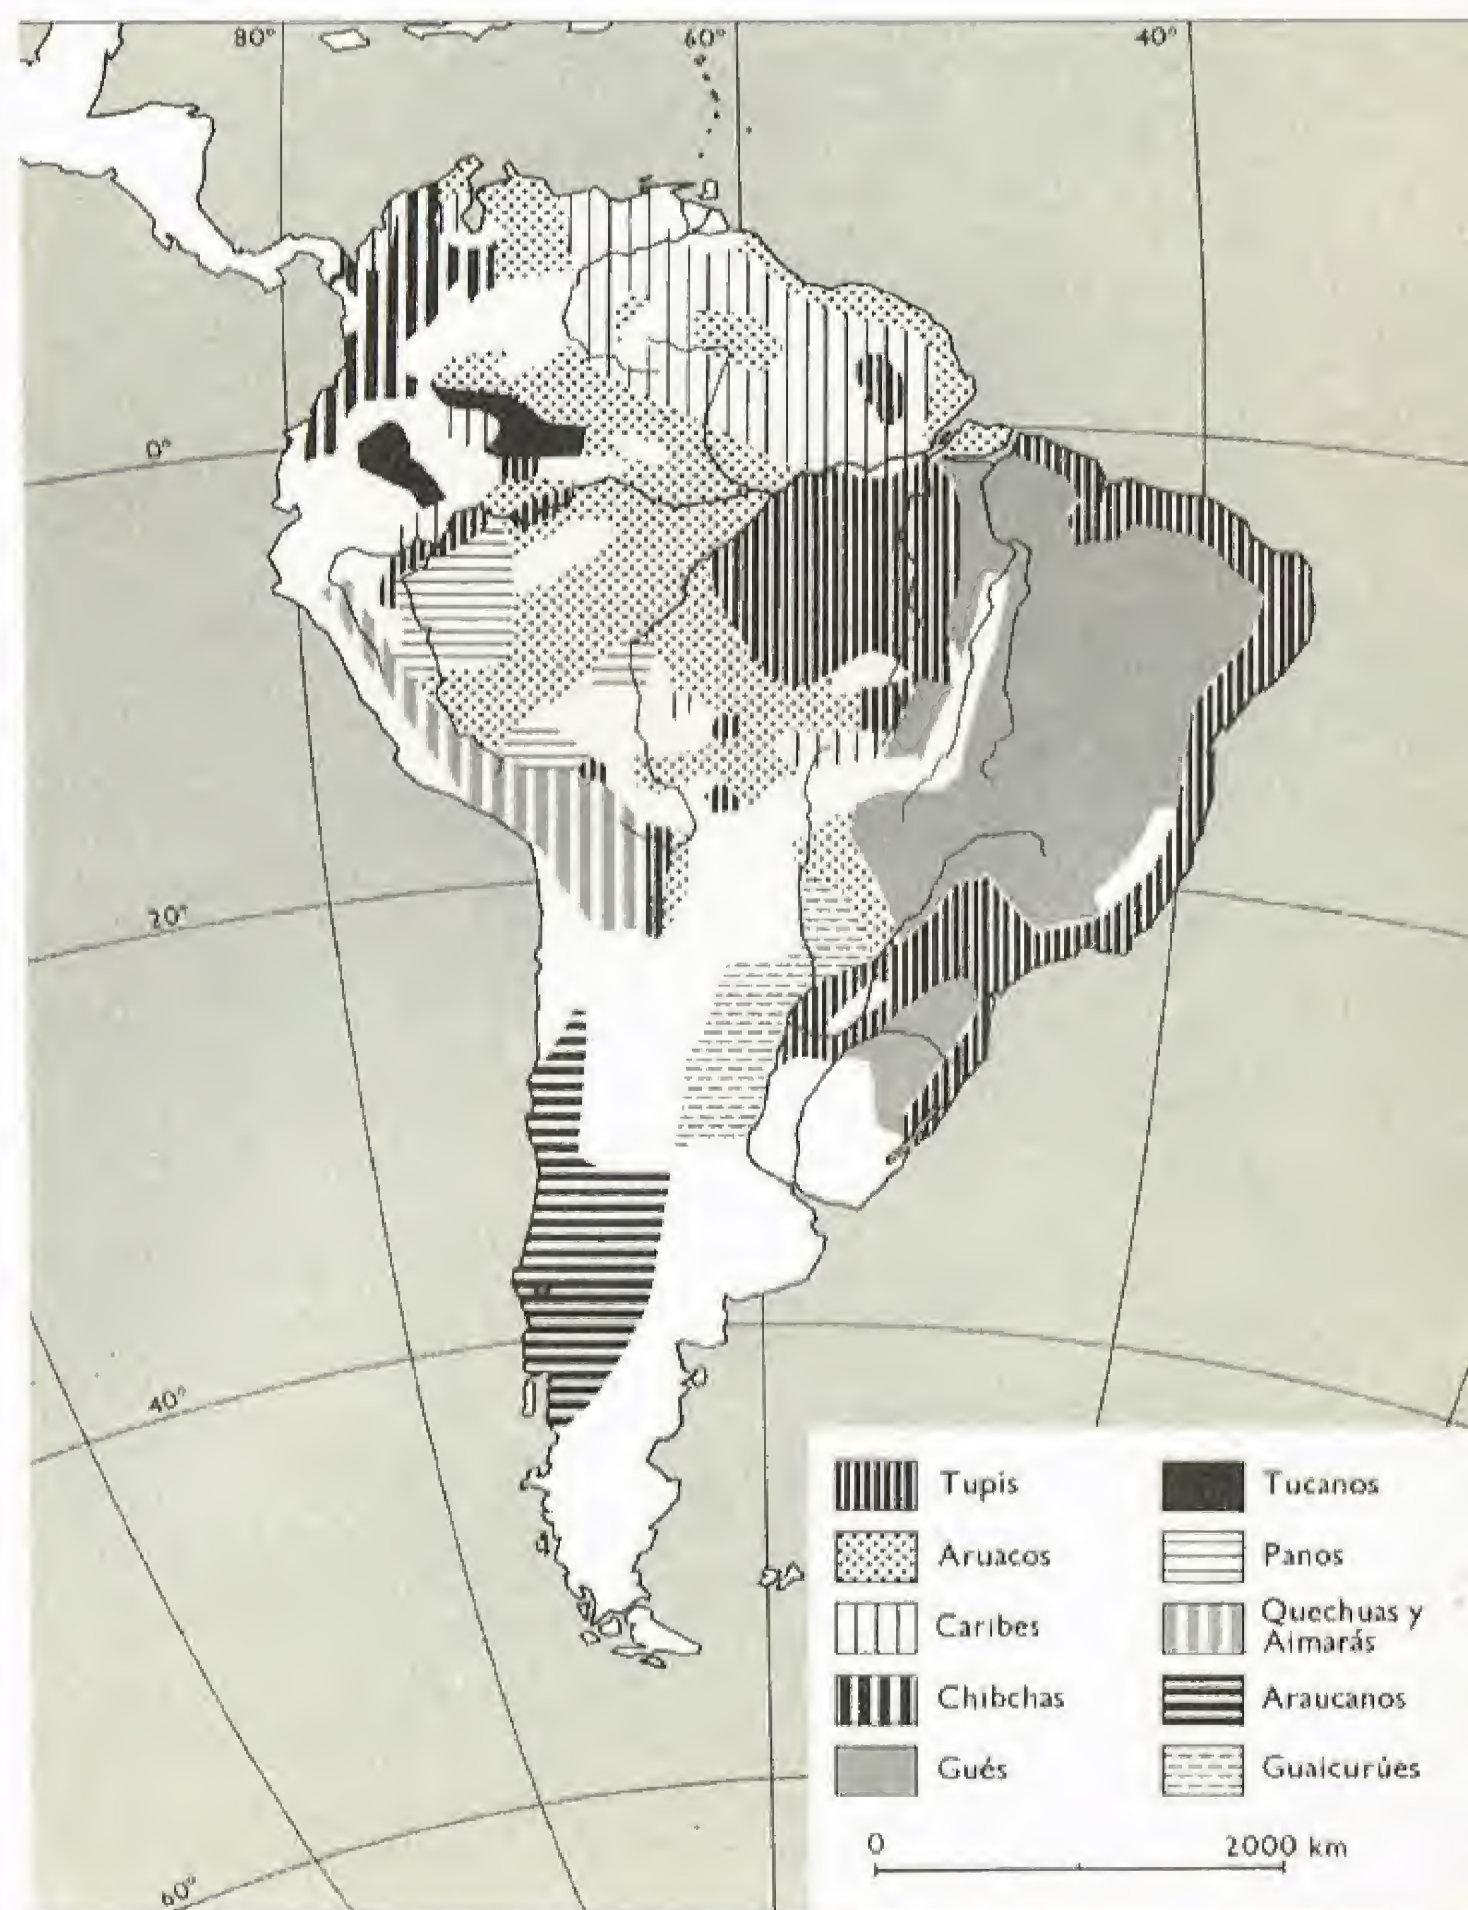 80°
60°
40°
0°
20°
40°
60°
Tupis
Aruacos
Caribes
Chibchas
Gués
Tucanos
Panos
Quechuas y
Aimarás
Araucanos
Guaicurúes
0
2000 km